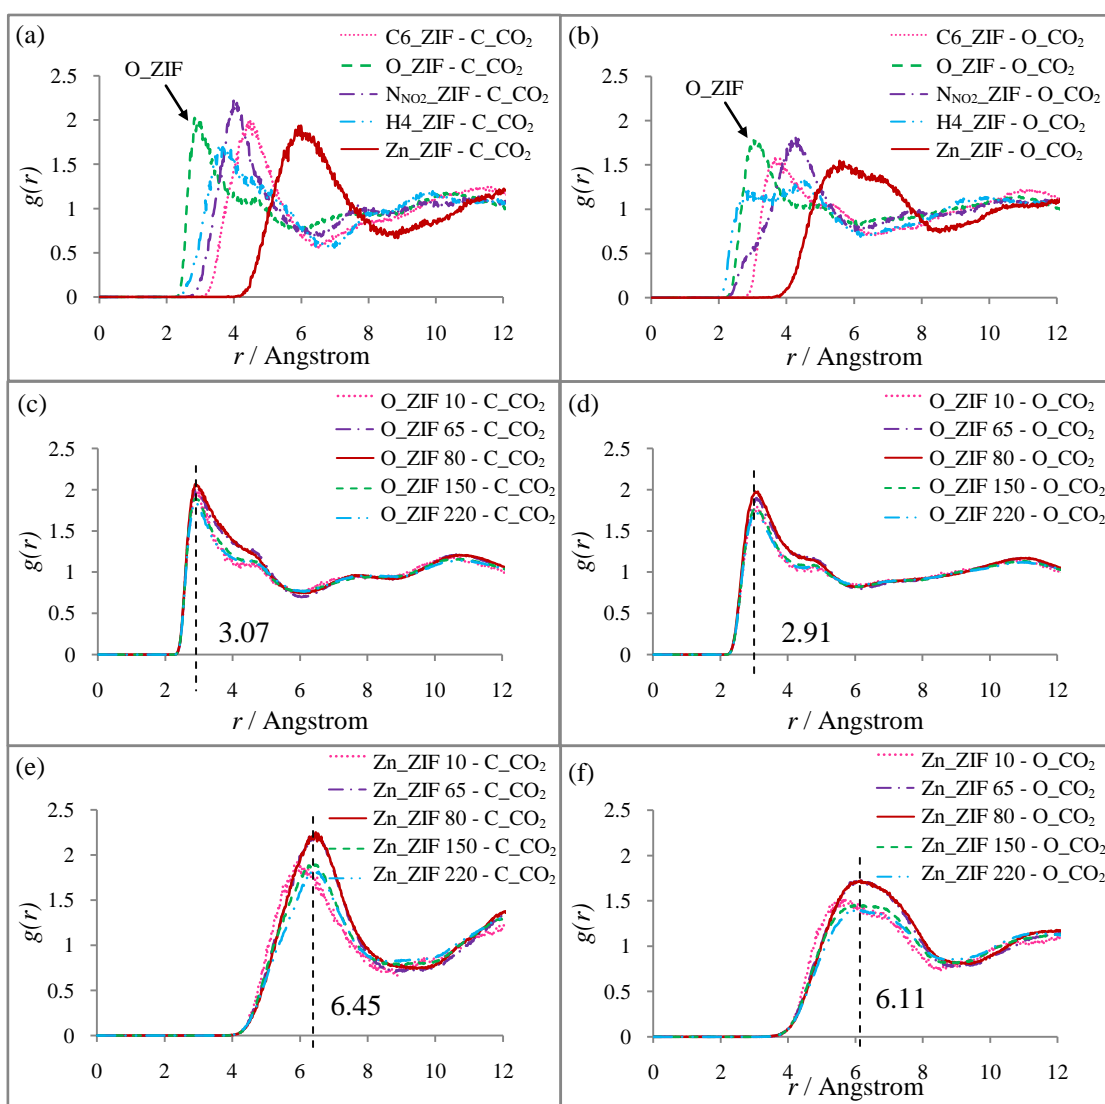 (a)
C6_ZIF - C_CO2
O_ZIF - C_CO2
NNO2_ZIF - C_CO2
H4_ZIF - C_CO2
Zn_ZIF - C_CO2
O_ZIF
g(r)
2.5
2
1.5
1
0.5
0
0 2 4 6 8 10 12
r / Angstrom
(b)
C6_ZIF - O_CO2
O_ZIF - O_CO2
NNO2_ZIF - O_CO2
H4_ZIF - O_CO2
Zn_ZIF - O_CO2
O_ZIF
g(r)
2.5
2
1.5
1
0.5
0
0 2 4 6 8 10 12
r / Angstrom
(c)
O_ZIF 10 - C_CO2
O_ZIF 65 - C_CO2
O_ZIF 80 - C_CO2
O_ZIF 150 - C_CO2
O_ZIF 220 - C_CO2
g(r)
2.5
2
1.5
1
0.5
0
3.07
0 2 4 6 8 10 12
r / Angstrom
(d)
O_ZIF 10 - O_CO2
O_ZIF 65 - O_CO2
O_ZIF 80 - O_CO2
O_ZIF 150 - O_CO2
O_ZIF 220 - O_CO2
g(r)
2.5
2
1.5
1
0.5
0
2.91
0 2 4 6 8 10 12
r / Angstrom
(e)
Zn_ZIF 10 - C_CO2
Zn_ZIF 65 - C_CO2
Zn_ZIF 80 - C_CO2
Zn_ZIF 150 - C_CO2
Zn_ZIF 220 - C_CO2
g(r)
2.5
2
1.5
1
0.5
0
6.45
0 2 4 6 8 10 12
r / Angstrom
(f)
Zn_ZIF 10 - O_CO2
Zn_ZIF 65 - O_CO2
Zn_ZIF 80 - O_CO2
Zn_ZIF 150 - O_CO2
Zn_ZIF 220 - O_CO2
g(r)
2.5
2
1.5
1
0.5
0
6.11
0 2 4 6 8 10 12
r / Angstrom